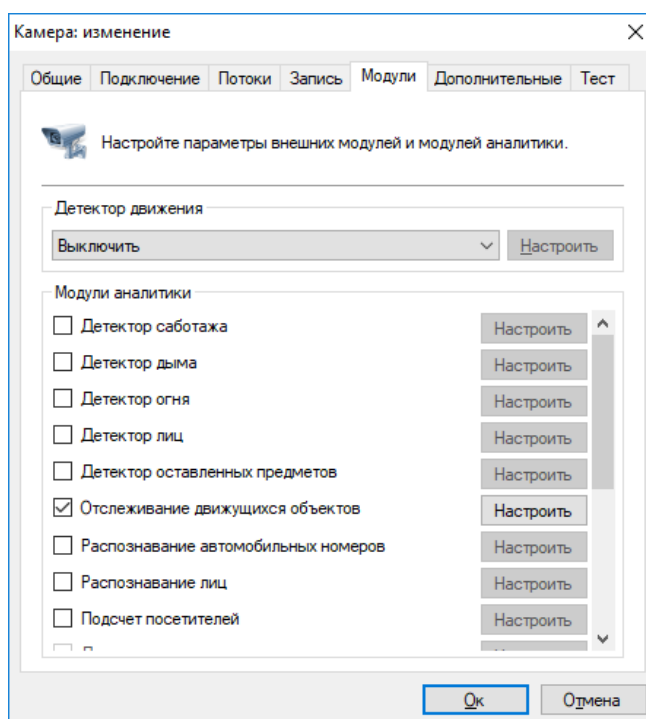 Камера: изменение
Общие Подключение Потоки Запись Модули Дополнительные Тест
Настройте параметры внешних модулей и модулей аналитики.
Детектор движения
Выключить Настроить
Модули аналитики
Детектор саботажа Настроить
Детектор дыма Настроить
Детектор огня Настроить
Детектор лиц Настроить
Детектор оставленных предметов Настроить
Отслеживание движущихся объектов Настроить
Распознавание автомобильных номеров Настроить
Распознавание лиц Настроить
Подсчет посетителей Настроить
Ок Отмена